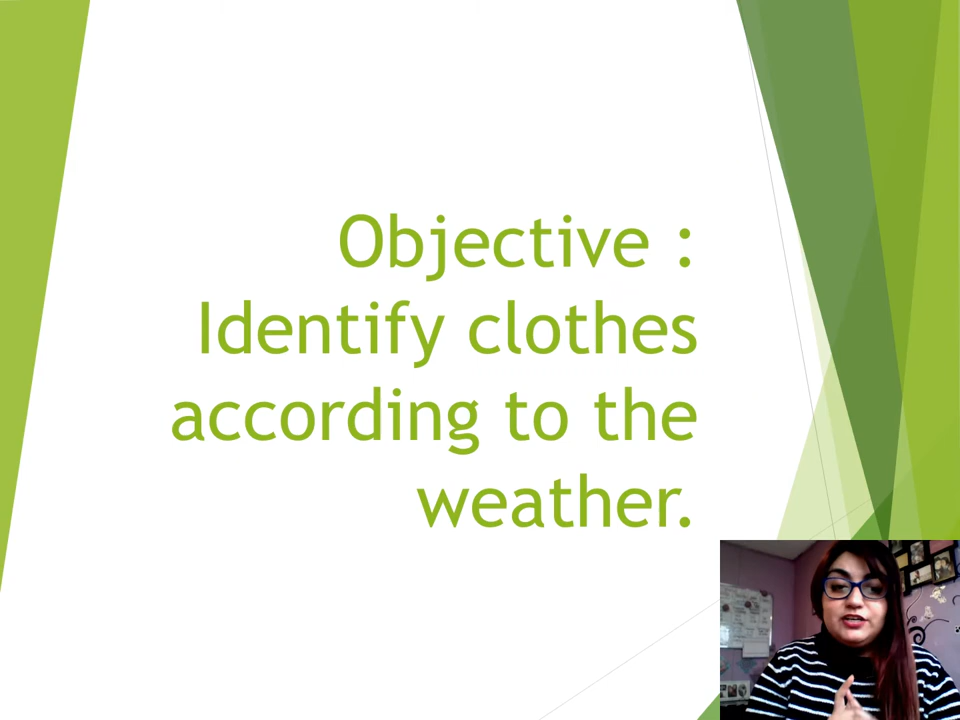 Objective :
Identify clothes
according to the
weather.